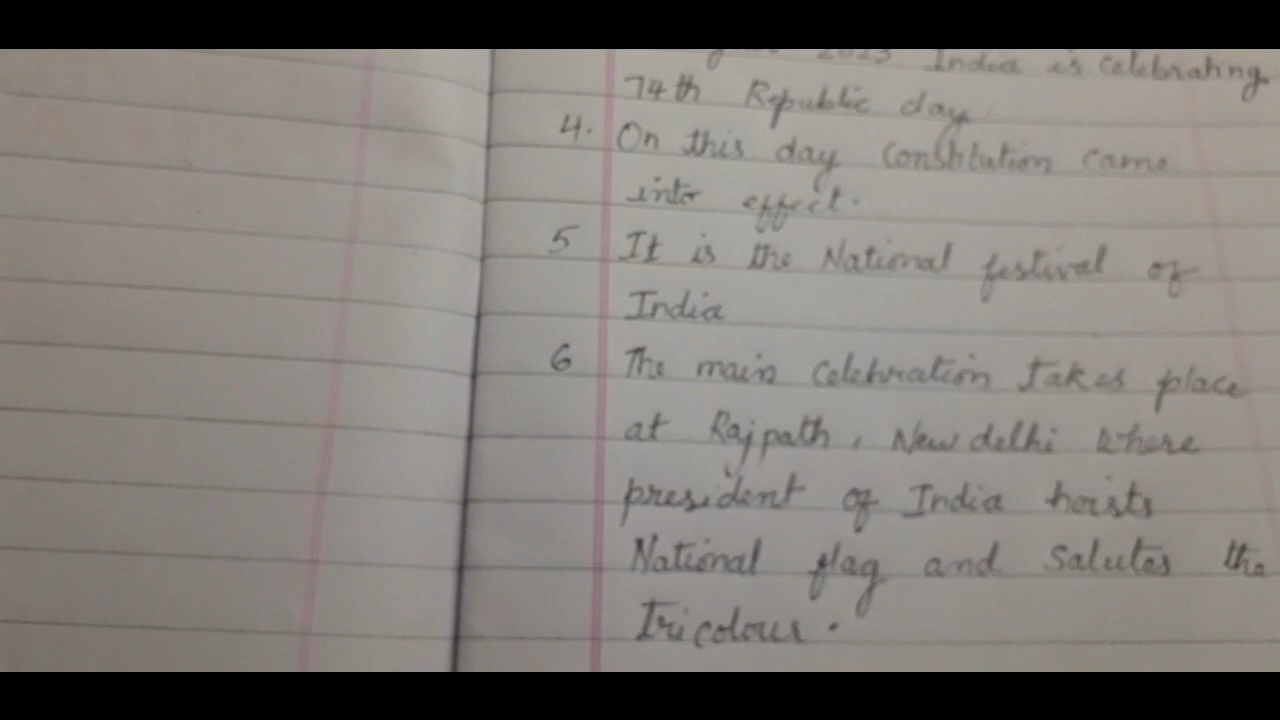 2023 India is celebrating
74th Republic day
4. On this day Constitution came
into effect.
5 It is the National festival of
India
6 The main celebration takes place
at Rajpath, New delhi where
president of India hoists
National flag and salutes the
Tricolour.